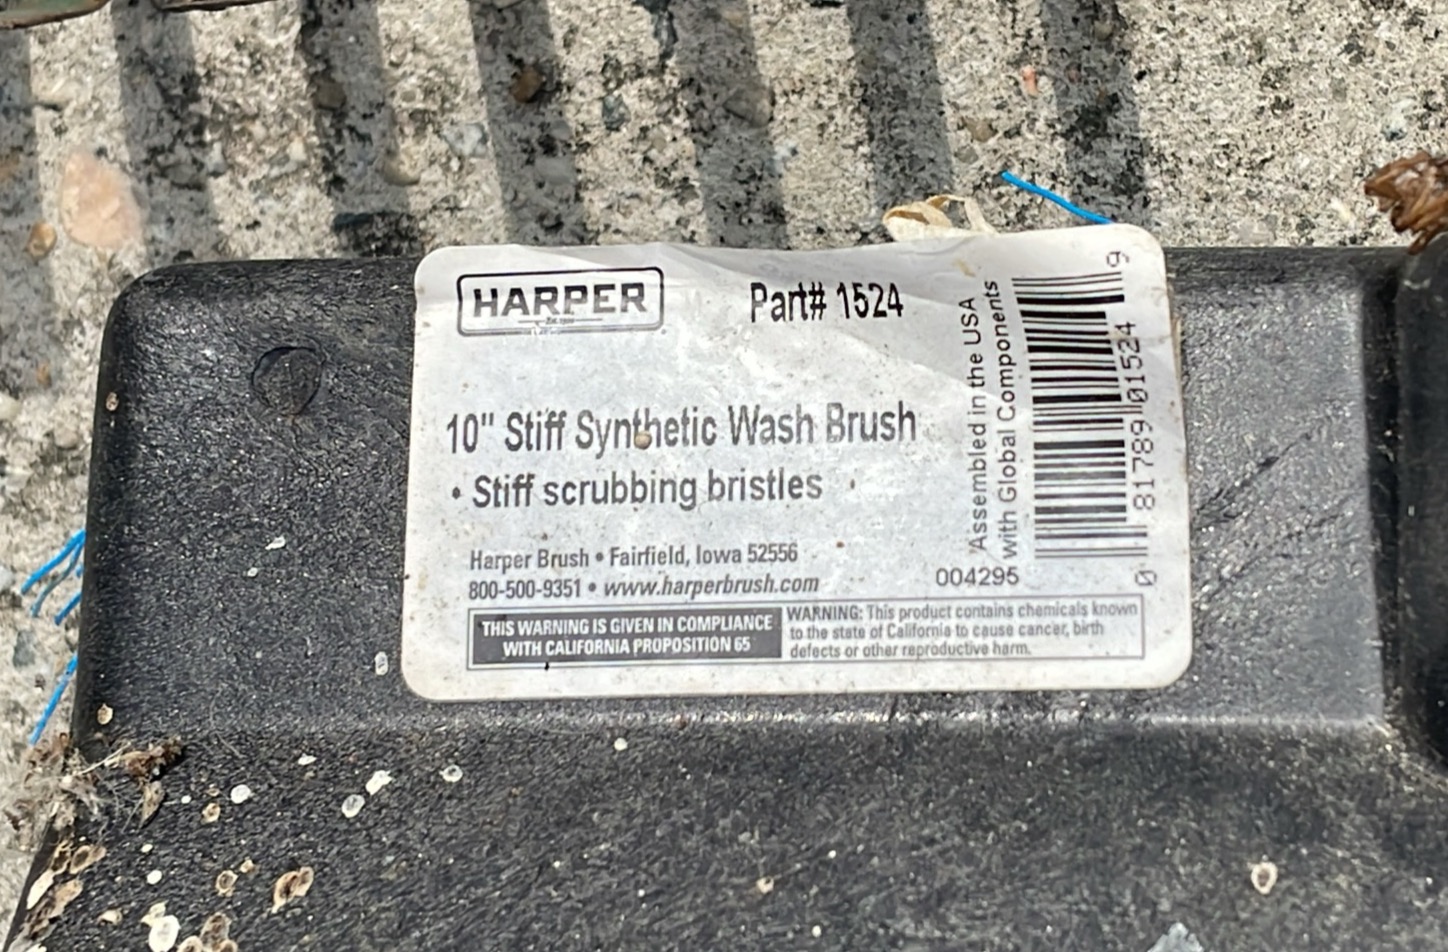 HARPER
Part# 1524
10" Stiff Synthetic Wash Brush
• Stiff scrubbing bristles
Harper Brush • Fairfield, Iowa 52556
800-500-9351 • www.harperbrush.com
004295
THIS WARNING IS GIVEN IN COMPLIANCE
WITH CALIFORNIA PROPOSITION 65
WARNING: This product contains chemicals known
to the state of California to cause cancer, birth
defects or other reproductive harm.
Assembled in the USA
with Global Components
0 81789 01524 9